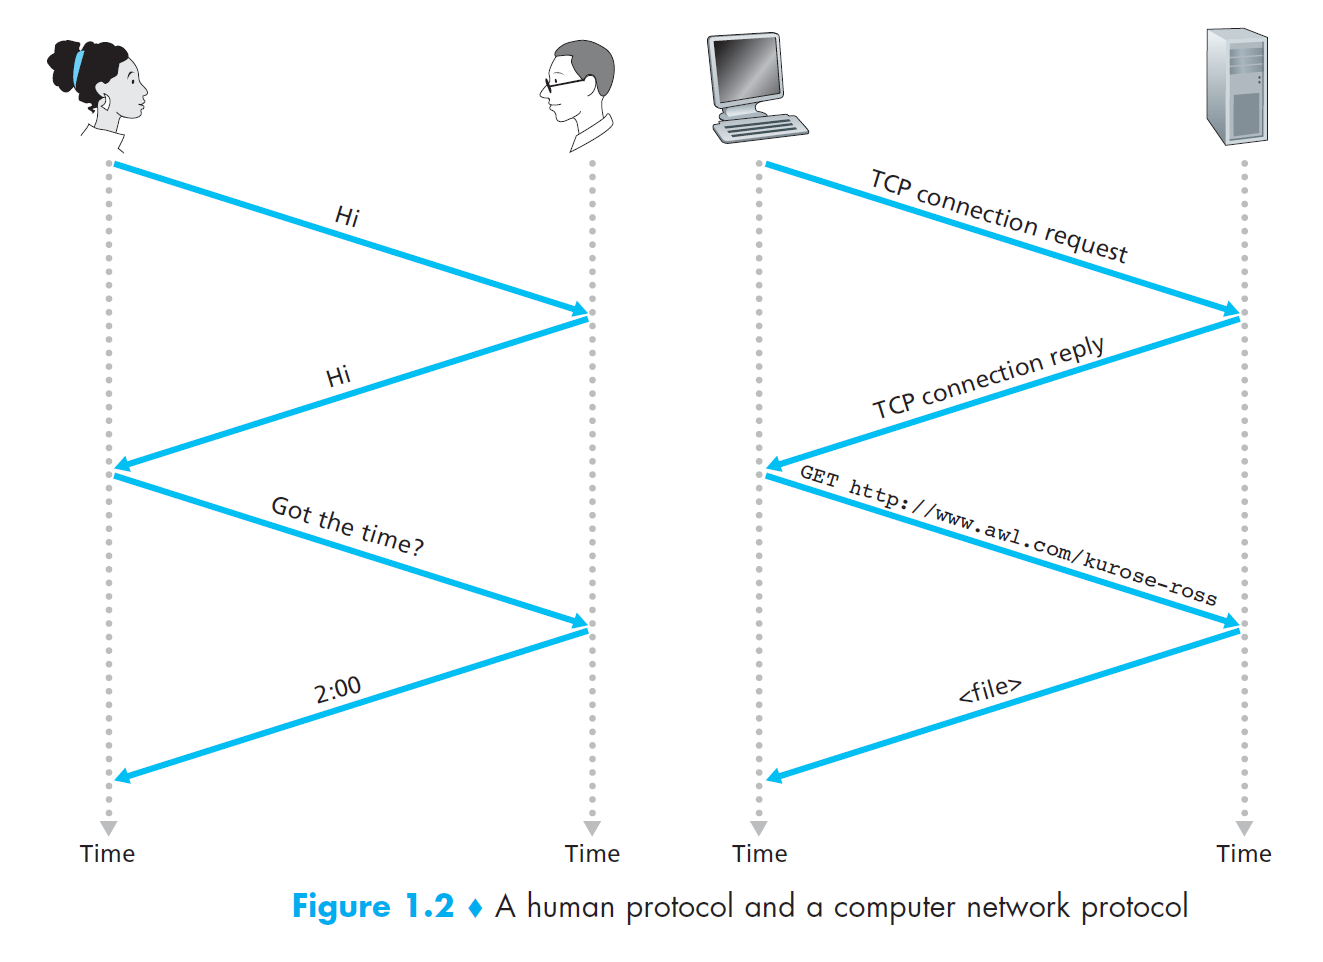 Hi
Hi
Got the time?
2:00
TCP connection request
TCP connection reply
GET http://www.awl.com/kurose-ross
<file>
Time
Time
Time
Time
Figure 1.2 ♦ A human protocol and a computer network protocol